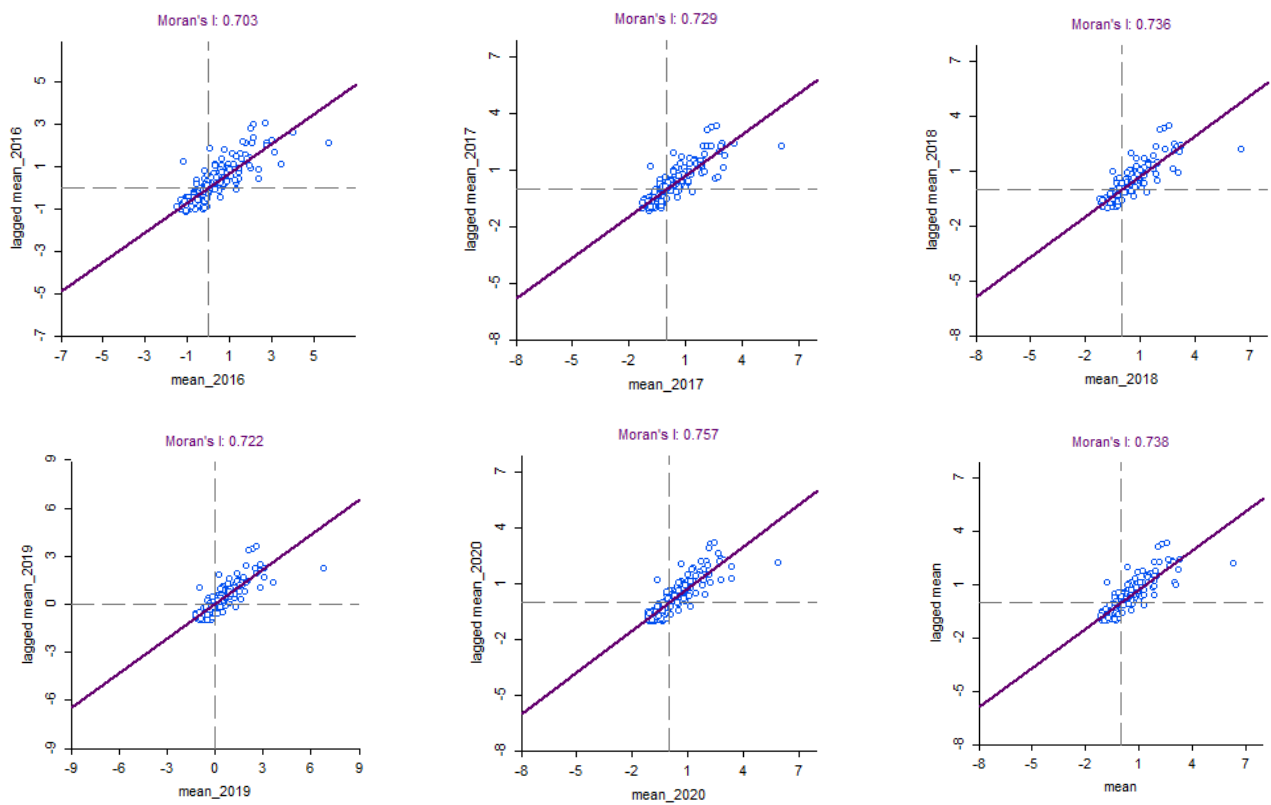 Moran's I: 0.703
lagged mean_2016
5
3
1
-1
-3
-5
-7
-7 -5 -3 -1 1 3 5
mean_2016
Moran's I: 0.729
lagged mean_2017
7
4
1
-2
-5
-8
-8 -5 -2 1 4 7
mean_2017
Moran's I: 0.736
lagged mean_2018
7
4
1
-2
-5
-8
-8 -5 -2 1 4 7
mean_2018
Moran's I: 0.722
lagged mean_2019
9
6
3
0
-3
-6
-9
-9 -6 -3 0 3 6 9
mean_2019
Moran's I: 0.757
lagged mean_2020
7
4
1
-2
-5
-8
-8 -5 -2 1 4 7
mean_2020
Moran's I: 0.738
lagged mean
7
4
1
-2
-5
-8
-8 -5 -2 1 4 7
mean